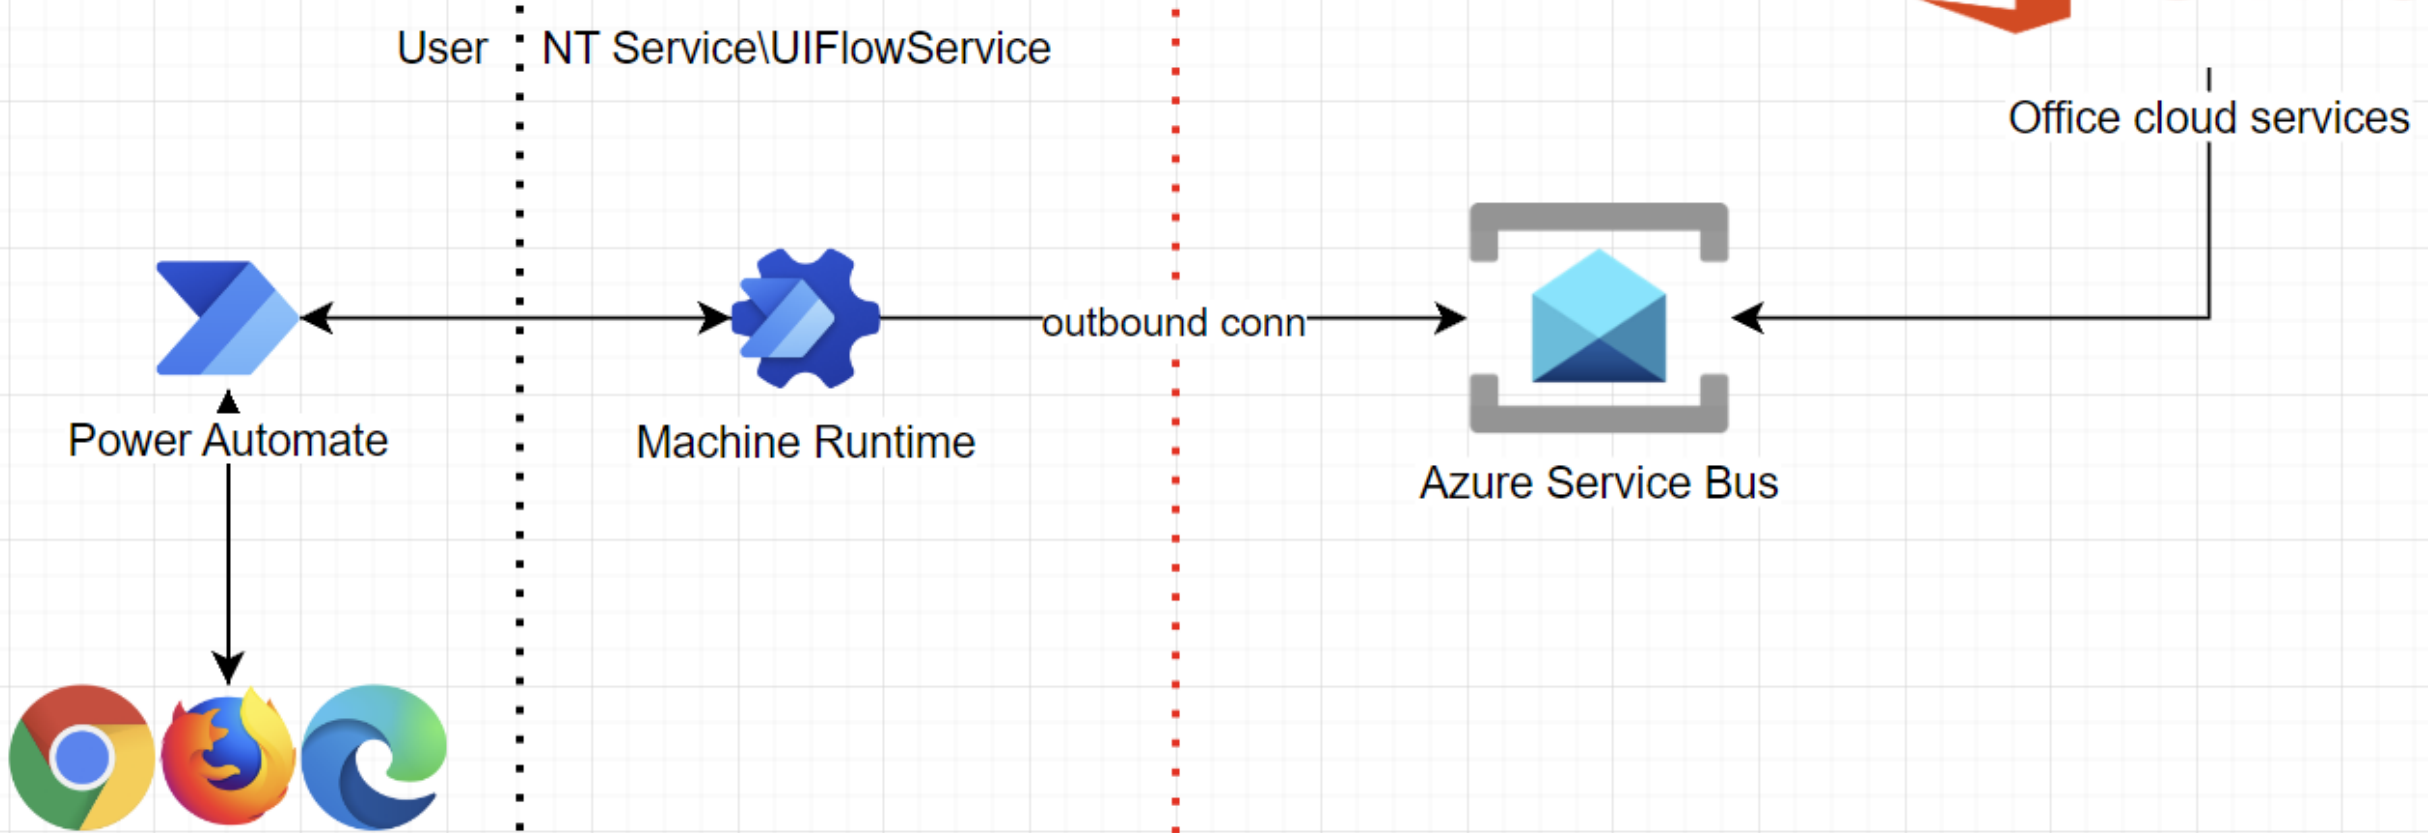 User
NT Service\UIFlowService
Office cloud services
outbound conn
Power Automate
Machine Runtime
Azure Service Bus